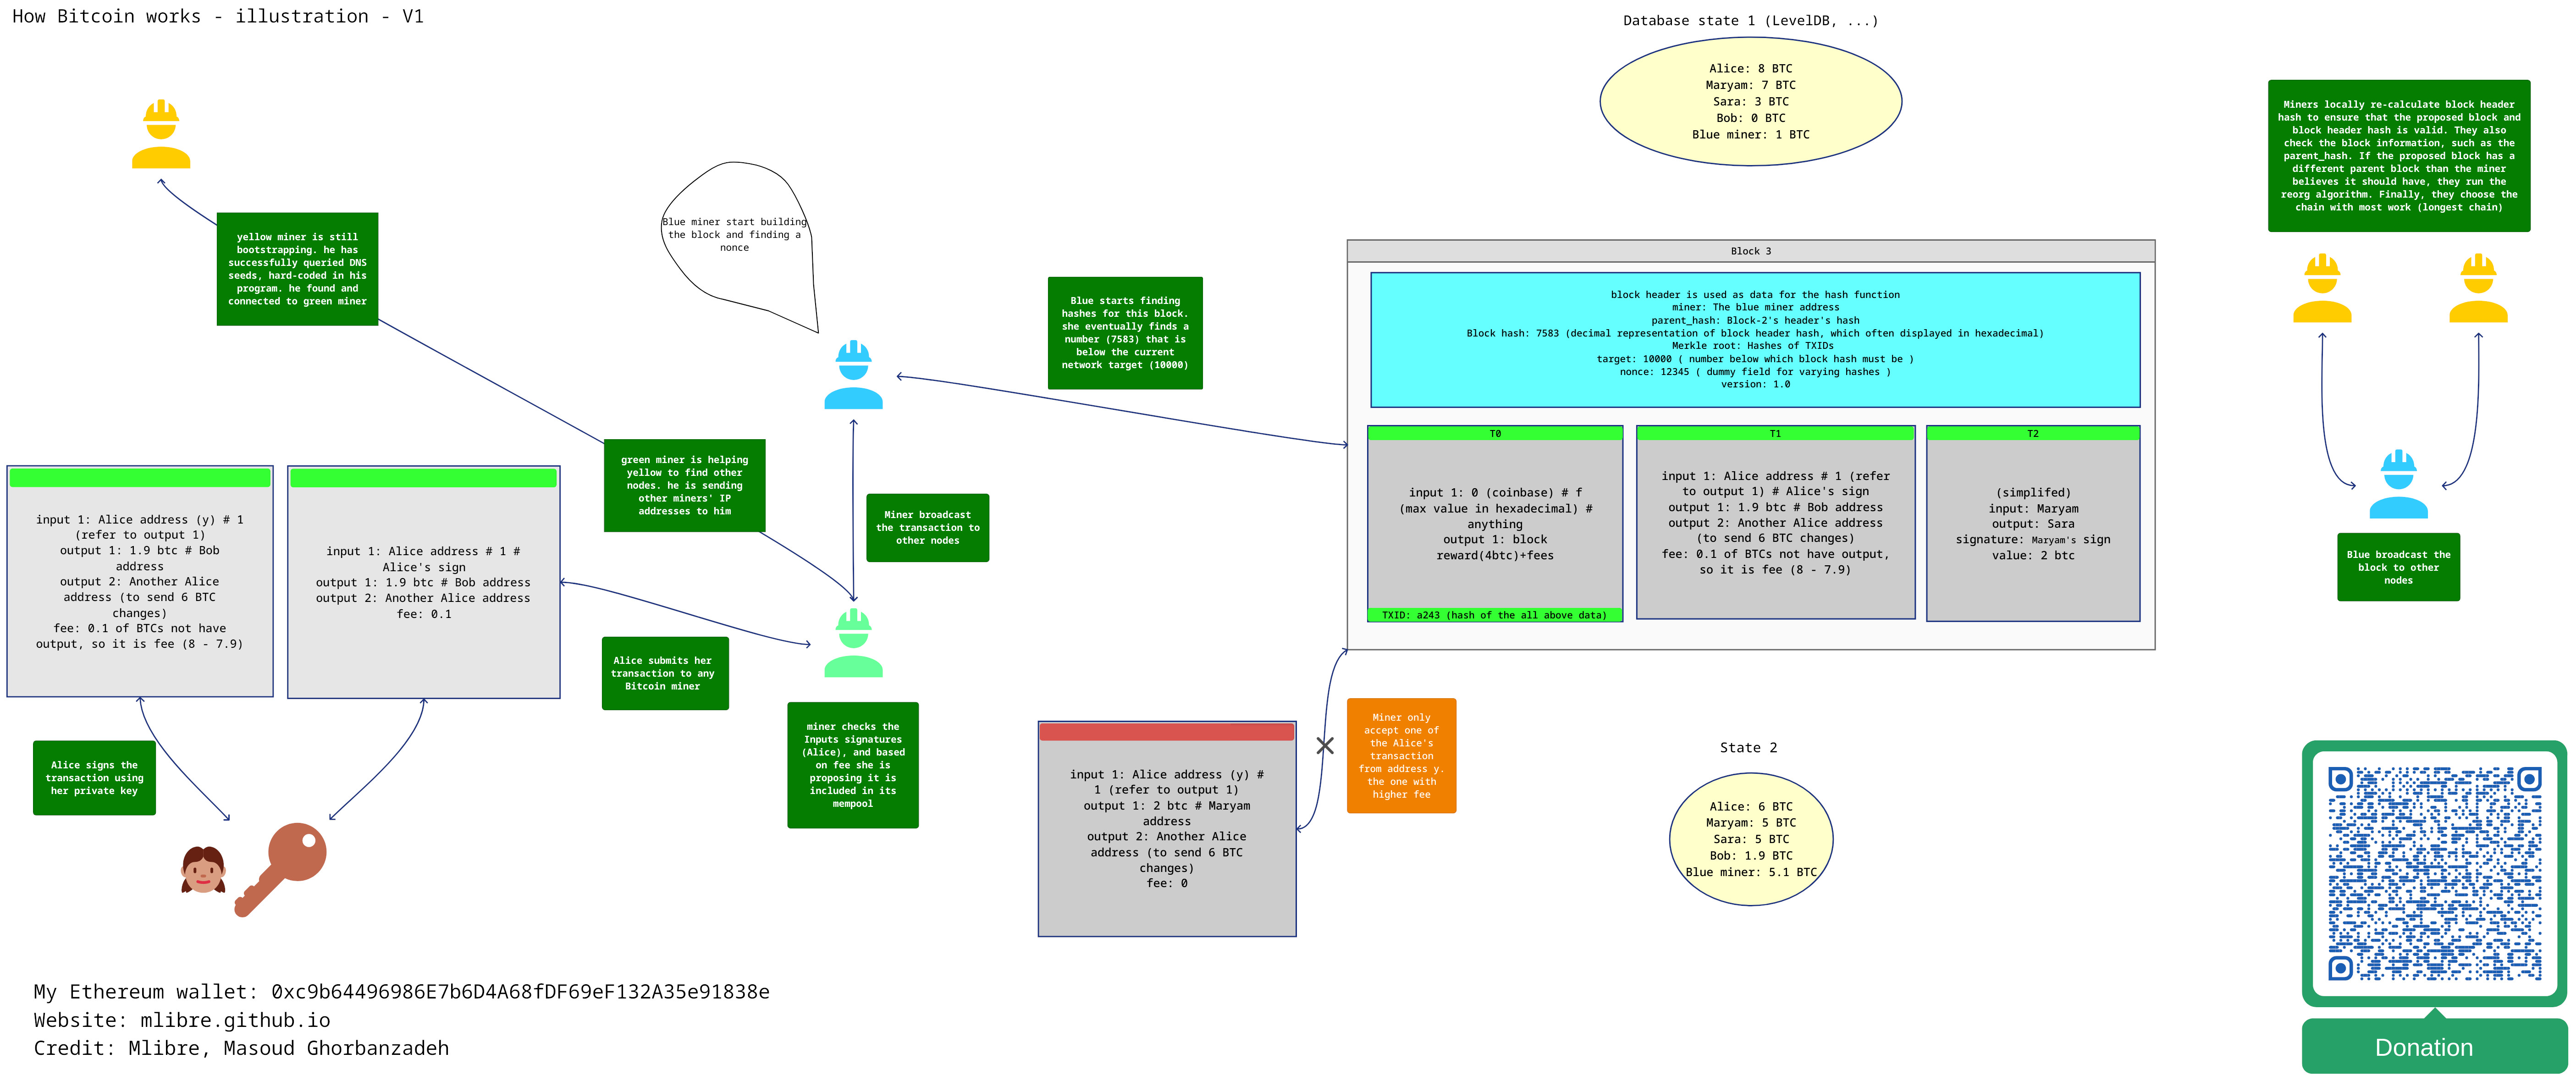 How Bitcoin works - illustration - V1
Database state 1 (LevelDB, ...)
Alice: 8 BTC
Maryam: 7 BTC
Sara: 3 BTC
Bob: 0 BTC
Blue miner: 1 BTC
Miners locally re-calculate block header
hash to ensure that the proposed block and
block header hash is valid. They also
check the block information, such as the
parent_hash. If the proposed block has a
different parent block than the miner
believes it should have, they run the
reorg algorithm. Finally, they choose the
chain with most work (longest chain)
yellow miner is still
bootstrapping. he has
successfully queried DNS
seeds, hard-coded in his
program. he found and
connected to green miner
Blue miner start building
the block and finding a
nonce
Blue starts finding
hashes for this block.
she eventually finds a
number (7583) that is
below the current
network target (10000)
Block 3
block header is used as data for the hash function
miner: The blue miner address
parent_hash: Block-2's header's hash
Block hash: 7583 (decimal representation of block header hash, which often displayed in hexadecimal)
Merkle root: Hashes of TXIDs
target: 10000 ( number below which block hash must be )
nonce: 12345 ( dummy field for varying hashes )
version: 1.0
T0
input 1: 0 (coinbase) # f
(max value in hexadecimal) #
anything
output 1: block
reward(4btc)+fees
TXID: a243 (hash of the all above data)
T1
input 1: Alice address # 1 (refer
to output 1) # Alice's sign
output 1: 1.9 btc # Bob address
output 2: Another Alice address
(to send 6 BTC changes)
fee: 0.1 of BTCs not have output,
so it is fee (8 - 7.9)
T2
(simplifed)
input: Maryam
output: Sara
signature: Maryam's sign
value: 2 btc
green miner is helping
yellow to find other
nodes. he is sending
other miners' IP
addresses to him
Miner broadcast
the transaction to
other nodes
Blue broadcast the
block to other
nodes
input 1: Alice address (y) # 1
(refer to output 1)
output 1: 1.9 btc # Bob
address
output 2: Another Alice
address (to send 6 BTC
changes)
fee: 0.1 of BTCs not have
output, so it is fee (8 - 7.9)
input 1: Alice address # 1 #
Alice's sign
output 1: 1.9 btc # Bob address
output 2: Another Alice address
fee: 0.1
Alice submits her
transaction to any
Bitcoin miner
miner checks the
Inputs signatures
(Alice), and based
on fee she is
proposing it is
included in its
mempool
Alice signs the
transaction using
her private key
input 1: Alice address (y) #
1 (refer to output 1)
output 1: 2 btc # Maryam
address
output 2: Another Alice
address (to send 6 BTC
changes)
fee: 0
Miner only
accept one of
the Alice's
transaction
from address y.
the one with
higher fee
State 2
Alice: 6 BTC
Maryam: 5 BTC
Sara: 5 BTC
Bob: 1.9 BTC
Blue miner: 5.1 BTC
My Ethereum wallet: 0xc9b64496986E7b6D4A68fDF69eF132A35e91838e
Website: mlibre.github.io
Credit: Mlibre, Masoud Ghorbanzadeh
Donation